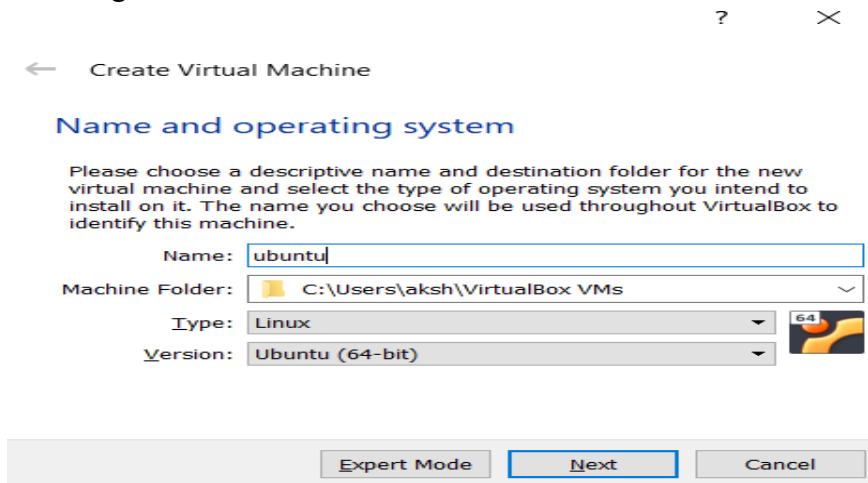 ?
Create Virtual Machine
Name and operating system
Please choose a descriptive name and destination folder for the new
virtual machine and select the type of operating system you intend to
install on it. The name you choose will be used throughout VirtualBox to
identify this machine.
Name: ubuntu
Machine Folder: C:\Users\aksh\VirtualBox VMs
Type: Linux
64
Version: Ubuntu (64-bit)
Expert Mode Next Cancel